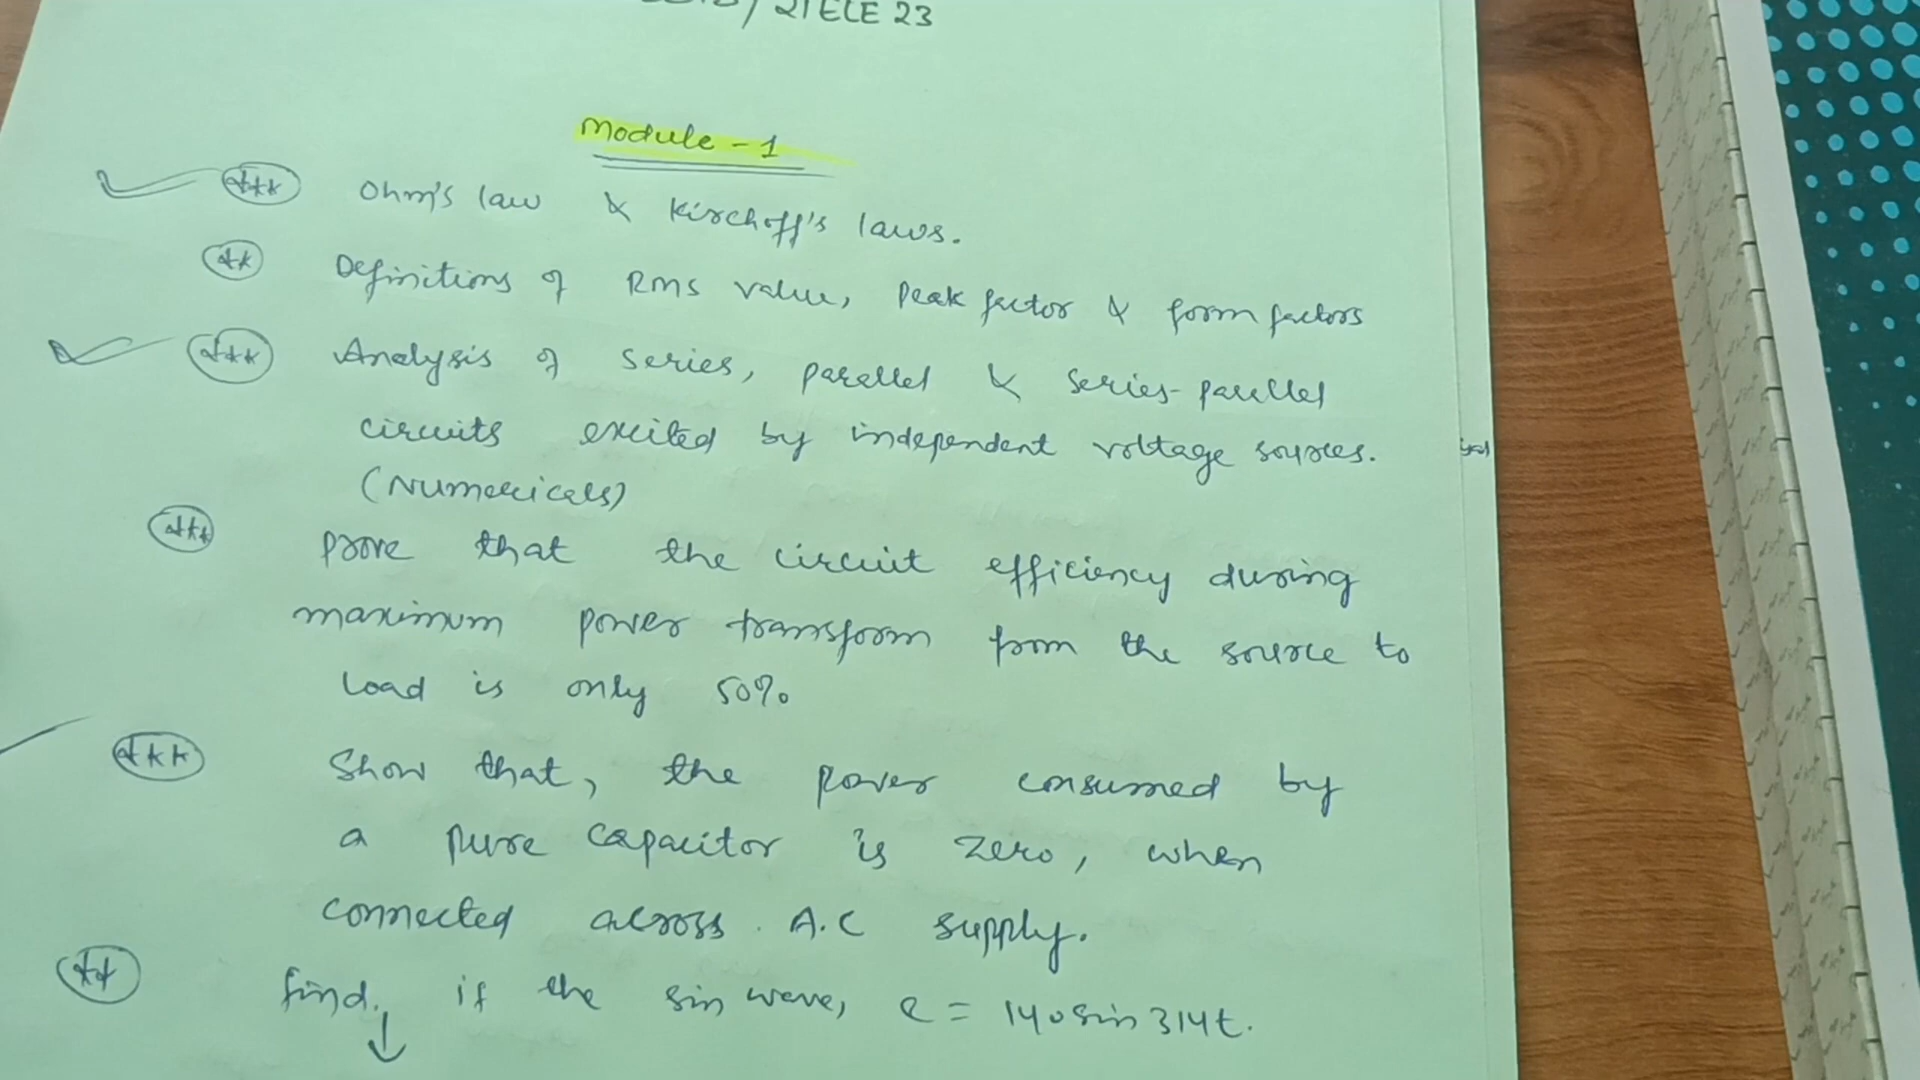 / 21ELE 23
Module - 1
*** Ohm's law & Kirchoff's laws.
** Definitions of RMS value, Peak factor & form factors
*** Analysis of series, parallel & series-parallel
circuits excited by independent voltage sources.
(Numericals)
*** prove that the circuit efficiency during
maximum power transform from the source to
load is only 50%
*** Show that, the power consumed by
a pure capacitor is zero, when
connected across A.C supply.
** find. if the sin wave, e = 140 sin 314t.